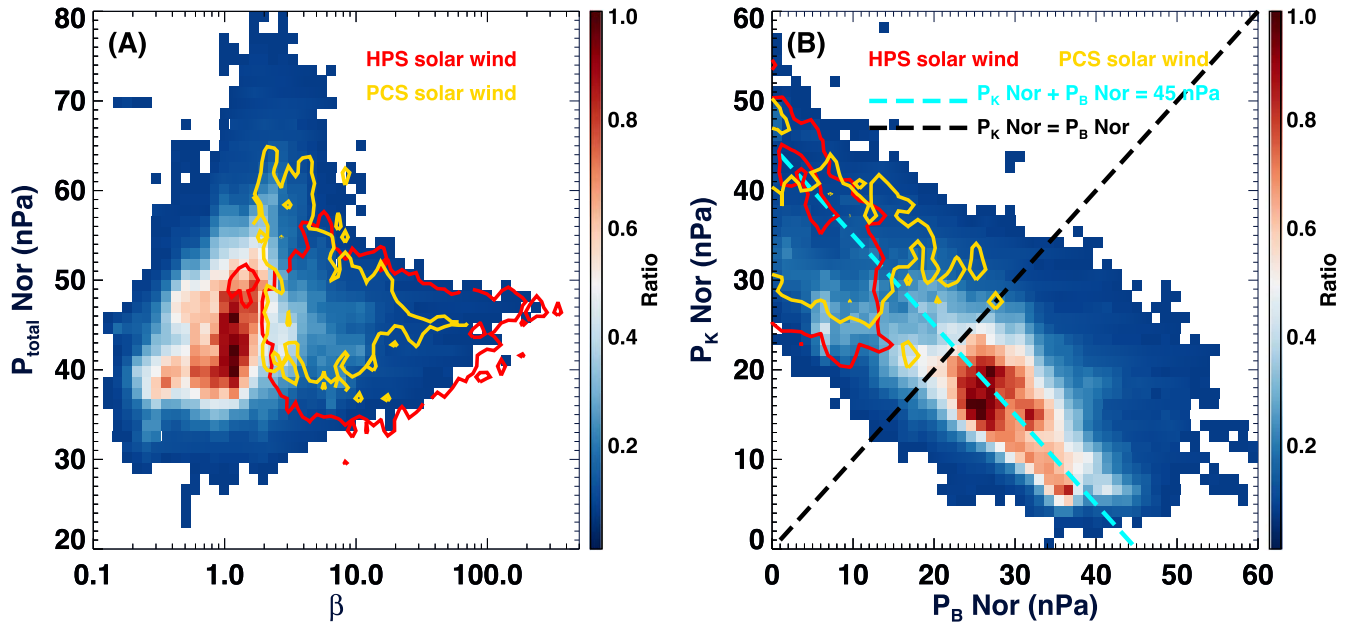 (A)
HPS solar wind
PCS solar wind
80
70
60
50
40
30
20
P_total Nor (nPa)
0.1
1.0
10.0
100.0
β
1.0
0.8
0.6
0.4
0.2
Ratio
(B)
HPS solar wind
PCS solar wind
P_K Nor + P_B Nor = 45 nPa
P_K Nor = P_B Nor
60
50
40
30
20
10
0
P_K Nor (nPa)
0
10
20
30
40
50
60
P_B Nor (nPa)
1.0
0.8
0.6
0.4
0.2
Ratio